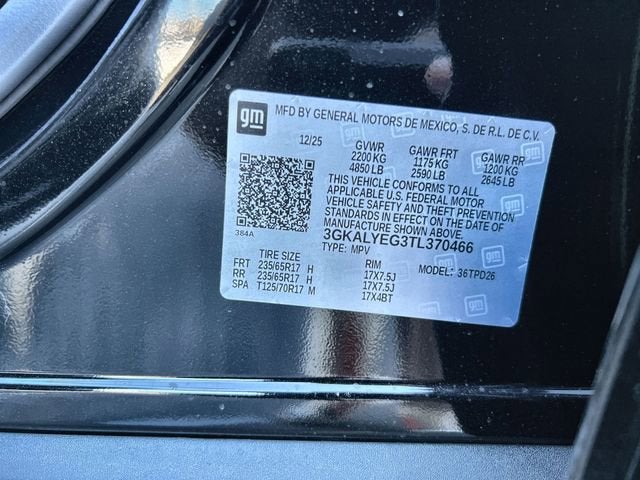 gm MFD BY GENERAL MOTORS DE MEXICO, S. DE R.L. DE C.V.
12/25 GVWR GAWR FRT GAWR RR
2200 KG 1175 KG 1200 KG
4850 LB 2590 LB 2645 LB
THIS VEHICLE CONFORMS TO ALL
APPLICABLE U.S. FEDERAL MOTOR
VEHICLE SAFETY AND THEFT PREVENTION
STANDARDS IN EFFECT ON THE DATE OF
MANUFACTURE SHOWN ABOVE.
384A 3GKALYEG3TL370466
TYPE: MPV
TIRE SIZE RIM MODEL: 36TPD26
FRT 235/65R17 H 17X7.5J
RR 235/65R17 H 17X7.5J
SPA T125/70R17 M 17X4BT